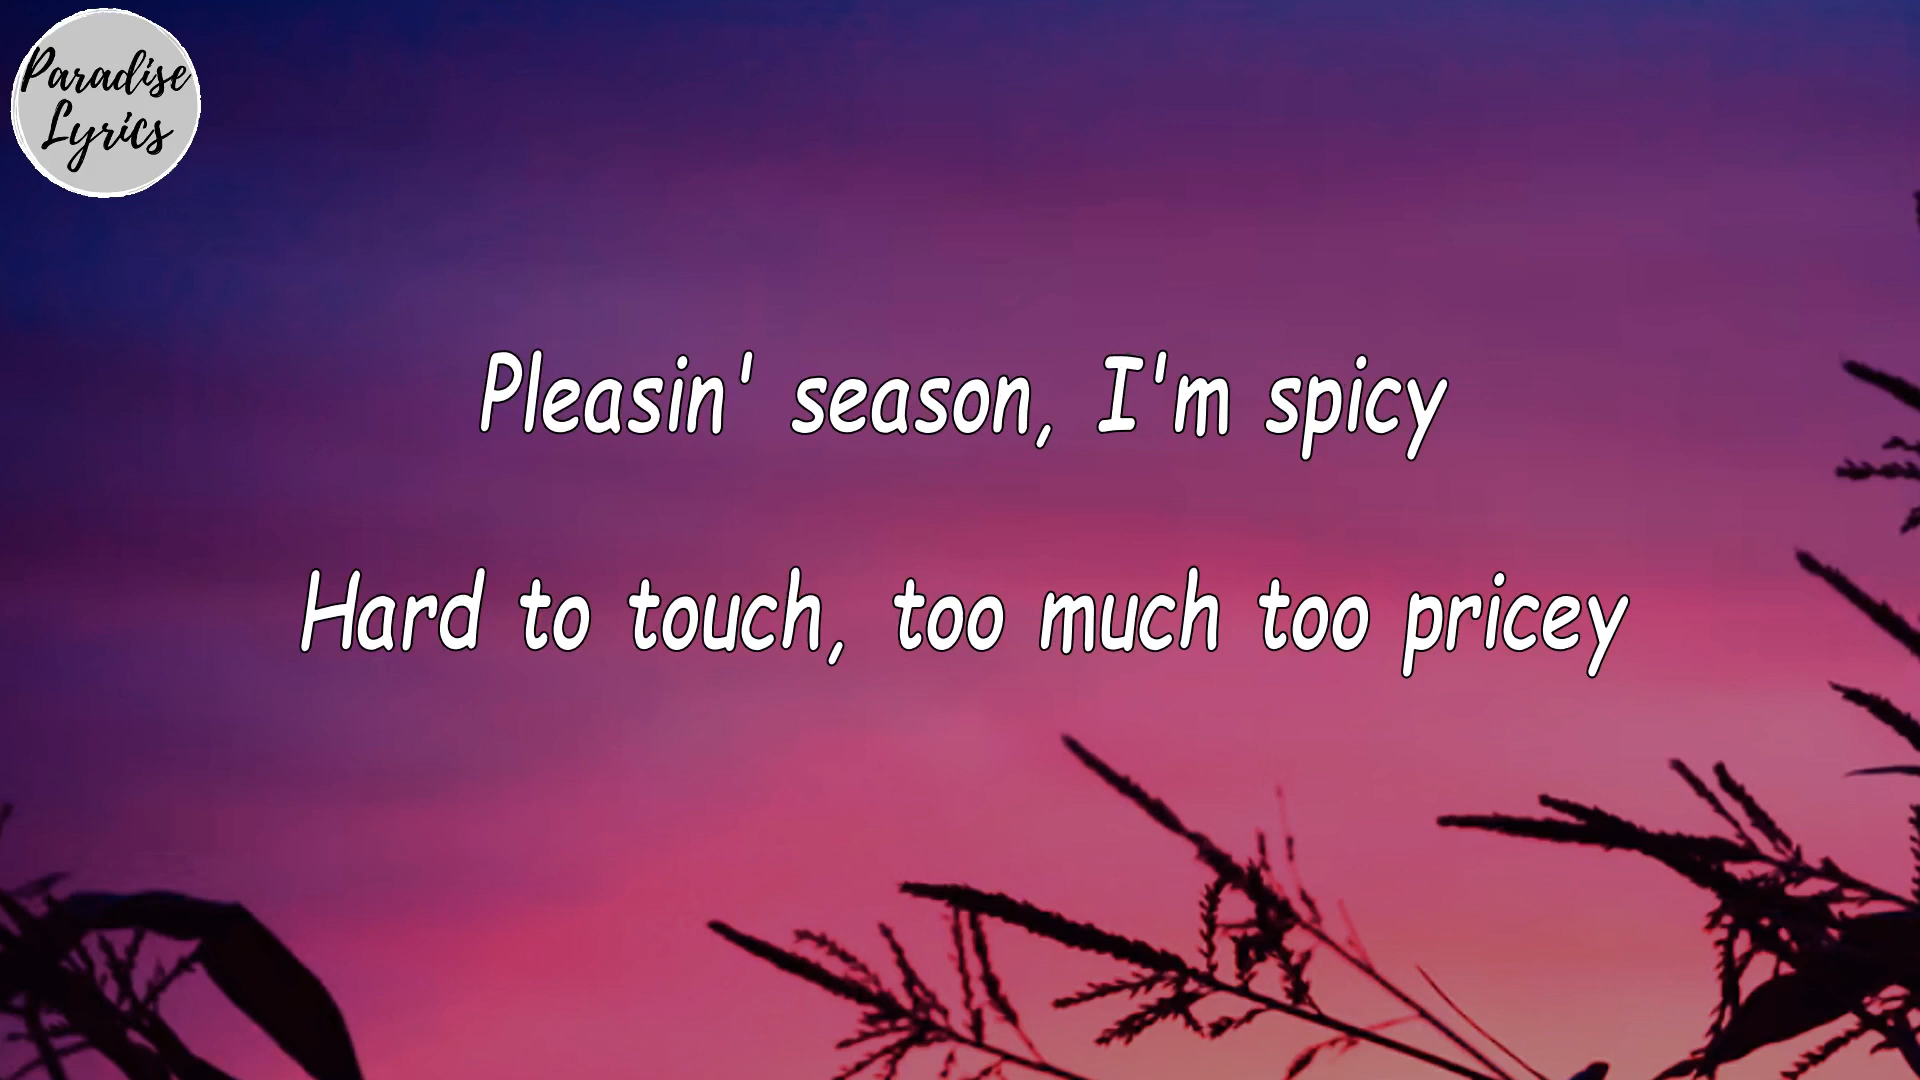 Paradise
Lyrics
Pleasin' season, I'm spicy
Hard to touch, too much too pricey